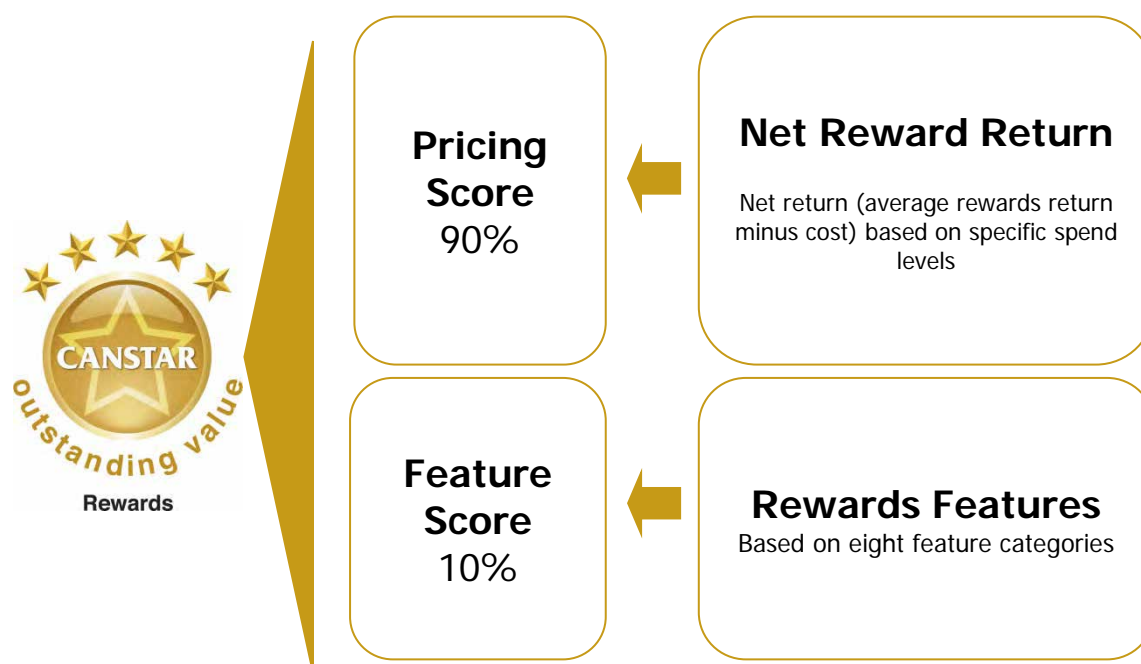 CANSTAR
outstanding value
Rewards
Pricing
Score
90%
Net Reward Return
Net return (average rewards return
minus cost) based on specific spend
levels
Feature
Score
10%
Rewards Features
Based on eight feature categories